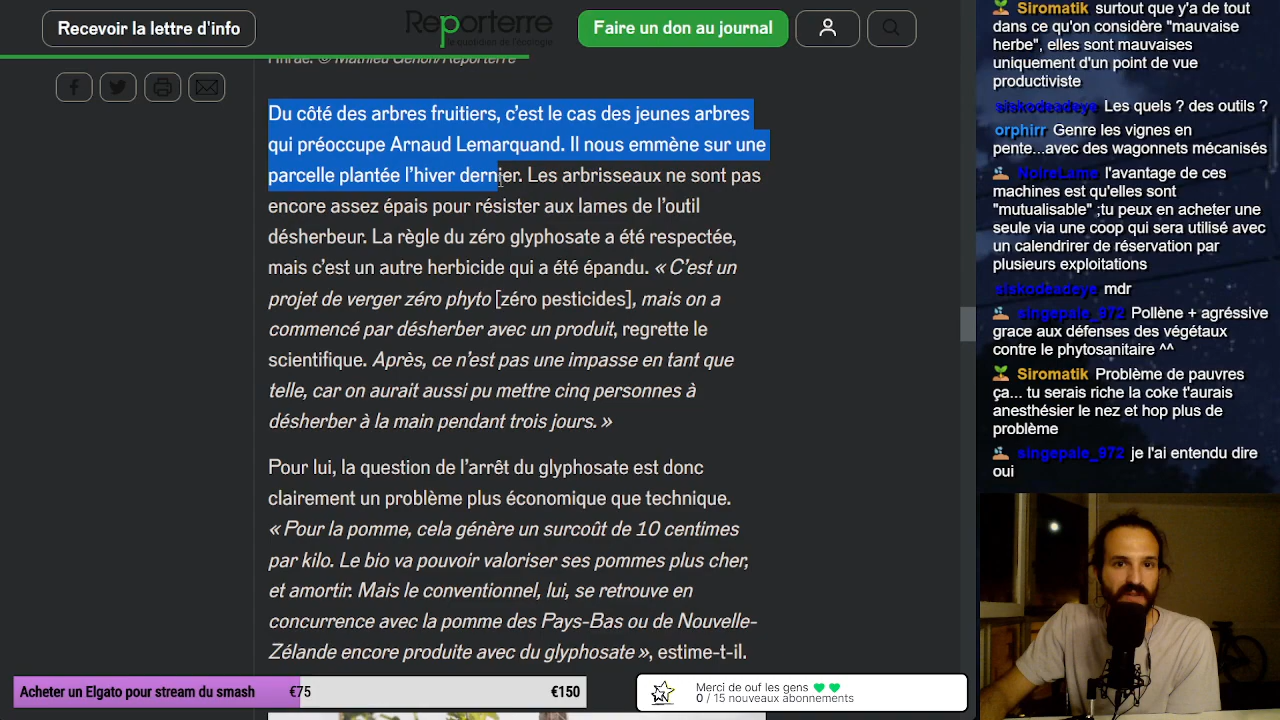 Recevoir la lettre d'info
Reporterre
le quotidien de l'écologie
Faire un don au journal
Inrae. © Mathieu Génon/Reporterre
Du côté des arbres fruitiers, c’est le cas des jeunes arbres
qui préoccupe Arnaud Lemarquand. Il nous emmène sur une
parcelle plantée l’hiver dernier. Les arbrisseaux ne sont pas
encore assez épais pour résister aux lames de l’outil
désherbeur. La règle du zéro glyphosate a été respectée,
mais c’est un autre herbicide qui a été épandu. « C’est un
projet de verger zéro phyto [zéro pesticides], mais on a
commencé par désherber avec un produit, regrette le
scientifique. Après, ce n’est pas une impasse en tant que
telle, car on aurait aussi pu mettre cinq personnes à
désherber à la main pendant trois jours. »
Pour lui, la question de l’arrêt du glyphosate est donc
clairement un problème plus économique que technique.
« Pour la pomme, cela génère un surcoût de 10 centimes
par kilo. Le bio va pouvoir valoriser ses pommes plus cher,
et amortir. Mais le conventionnel, lui, se retrouve en
concurrence avec la pomme des Pays-Bas ou de Nouvelle-
Zélande encore produite avec du glyphosate », estime-t-il.
Acheter un Elgato pour stream du smash €75 €150
Merci de ouf les gens
0 / 15 nouveaux abonnements
Siromatik surtout que y'a de tout
dans ce qu'on considère "mauvaise
herbe", elles sont mauvaises
uniquement d'un point de vue
productiviste
siskodeadeye Les quels ? des outils ?
orphirr Genre les vignes en
pente...avec des wagonnets mécanisés
NoireLame l'avantage de ces
machines est qu'elles sont
"mutualisable" ;tu peux en acheter une
seule via une coop qui sera utilisé avec
un calendrirer de réservation par
plusieurs exploitations
siskodeadeye mdr
singepale_972 Pollène + agréssive
grace aux défenses des végétaux
contre le phytosanitaire ^^
Siromatik Problème de pauvres
ça... tu serais riche la coke t'aurais
anesthésier le nez et hop plus de
problème
singepale_972 je l'ai entendu dire
oui